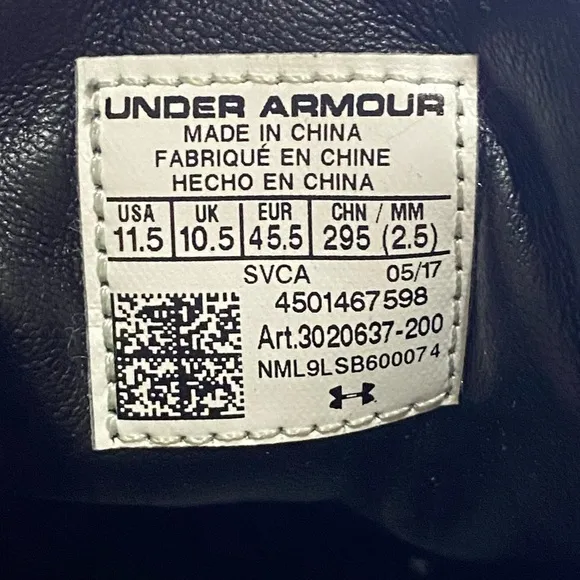 UNDER ARMOUR
MADE IN CHINA
FABRIQUÉ EN CHINE
HECHO EN CHINA
USA UK EUR CHN / MM
11.5 10.5 45.5 295 (2.5)
SVCA 05/17
4501467598
Art.3020637-200
NML9LSB600074